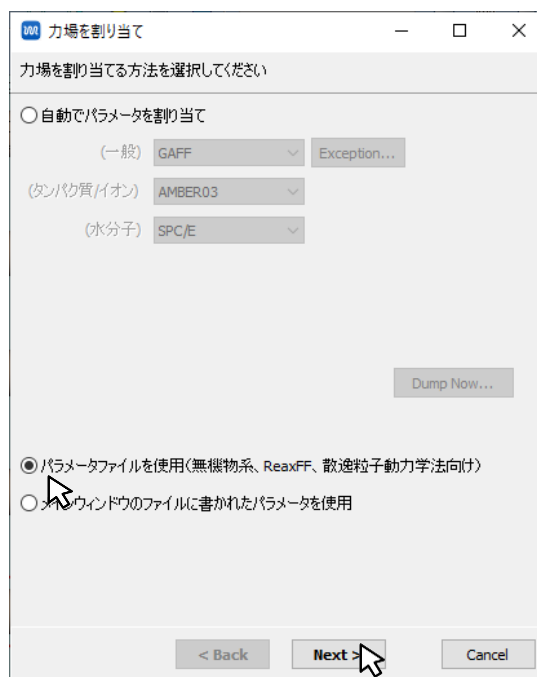 力場を割り当て
力場を割り当てる方法を選択してください
自動でパラメータを割り当て
(一般) GAFF Exception...
(タンパク質/イオン) AMBER03
(水分子) SPC/E
Dump Now...
パラメータファイルを使用(無機物系、ReaxFF、散逸粒子動力学法向け)
メインウィンドウのファイルに書かれたパラメータを使用
< Back Next > Cancel